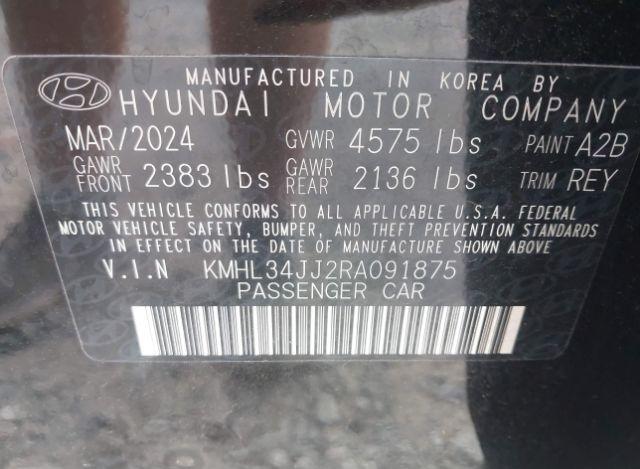 MANUFACTURED IN KOREA BY
HYUNDAI MOTOR COMPANY
MAR/2024 GVWR 4575 lbs PAINT A2B
GAWR FRONT 2383 lbs GAWR REAR 2136 lbs TRIM REY
THIS VEHICLE CONFORMS TO ALL APPLICABLE U.S.A. FEDERAL
MOTOR VEHICLE SAFETY, BUMPER, AND THEFT PREVENTION STANDARDS
IN EFFECT ON THE DATE OF MANUFACTURE SHOWN ABOVE
V.I.N KMHL34JJ2RA091875
PASSENGER CAR